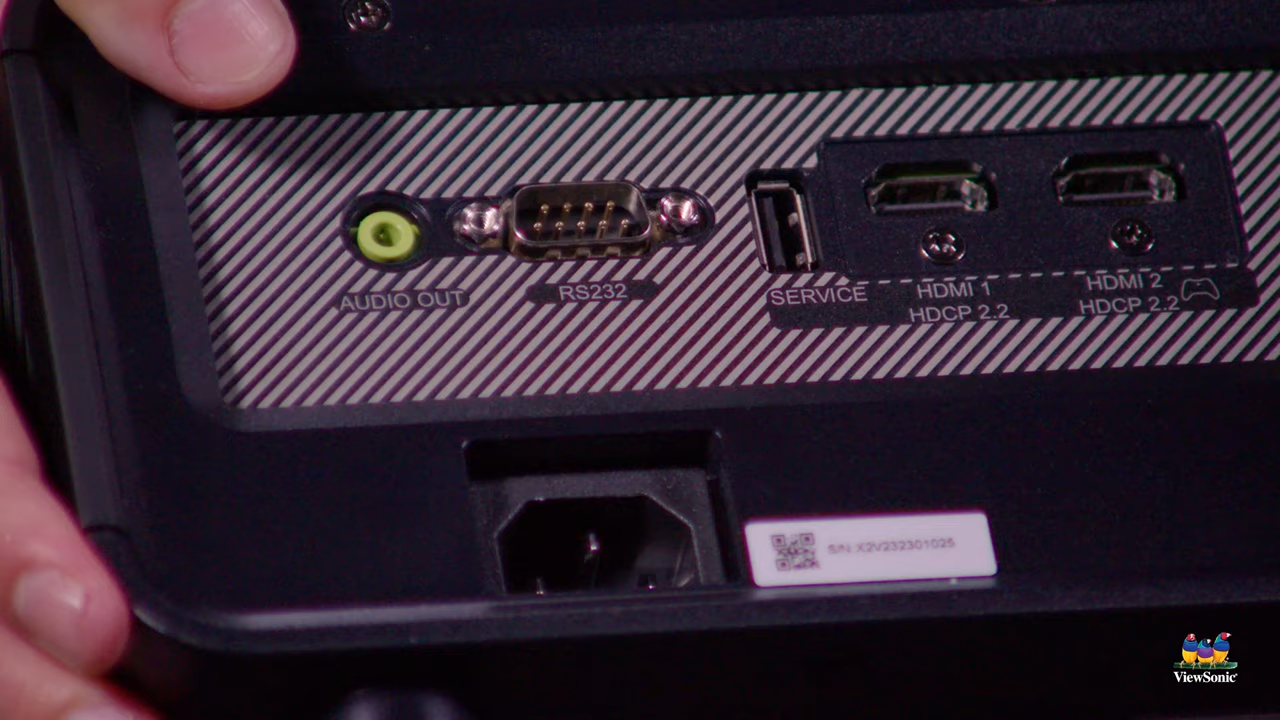 AUDIO OUT
RS232
SERVICE
HDMI 1
HDCP 2.2
HDMI 2
HDCP 2.2
S/N: X2V232301025
ViewSonic